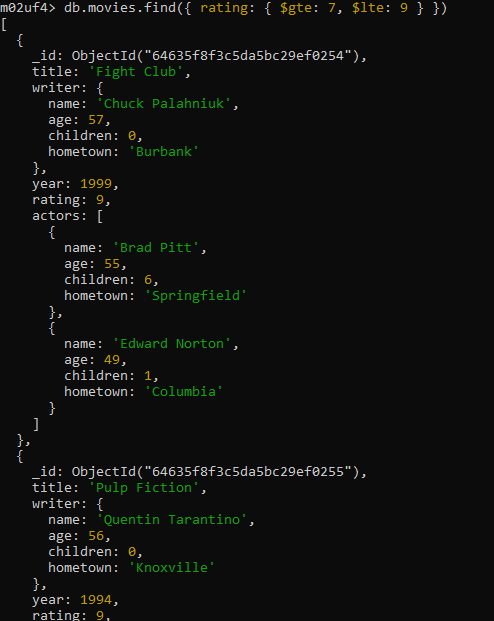 m02uf4> db.movies.find({ rating: { $gte: 7, $lte: 9 } })
[
  {
    _id: ObjectId("64635f8f3c5da5bc29ef0254"),
    title: 'Fight Club',
    writer: {
      name: 'Chuck Palahniuk',
      age: 57,
      children: 0,
      hometown: 'Burbank'
    },
    year: 1999,
    rating: 9,
    actors: [
      {
        name: 'Brad Pitt',
        age: 55,
        children: 6,
        hometown: 'Springfield'
      },
      {
        name: 'Edward Norton',
        age: 49,
        children: 1,
        hometown: 'Columbia'
      }
    ]
  },
  {
    _id: ObjectId("64635f8f3c5da5bc29ef0255"),
    title: 'Pulp Fiction',
    writer: {
      name: 'Quentin Tarantino',
      age: 56,
      children: 0,
      hometown: 'Knoxville'
    },
    year: 1994,
    rating: 9,